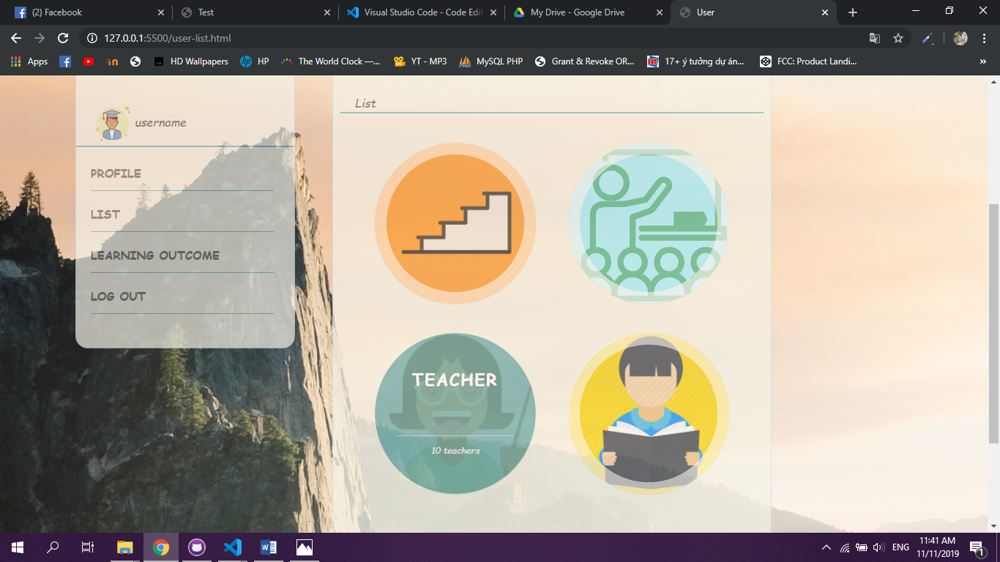 (2) Facebook
Test
Visual Studio Code - Code Edit
My Drive - Google Drive
User
127.0.0.1:5500/user-list.html
Apps
HD Wallpapers
HP
The World Clock —...
YT - MP3
MySQL PHP
Grant & Revoke OR...
17+ ý tưởng dự án...
FCC: Product Landi...
»
username
PROFILE
LIST
LEARNING OUTCOME
LOG OUT
List
TEACHER
10 teachers
ENG
11:41 AM
11/11/2019
1